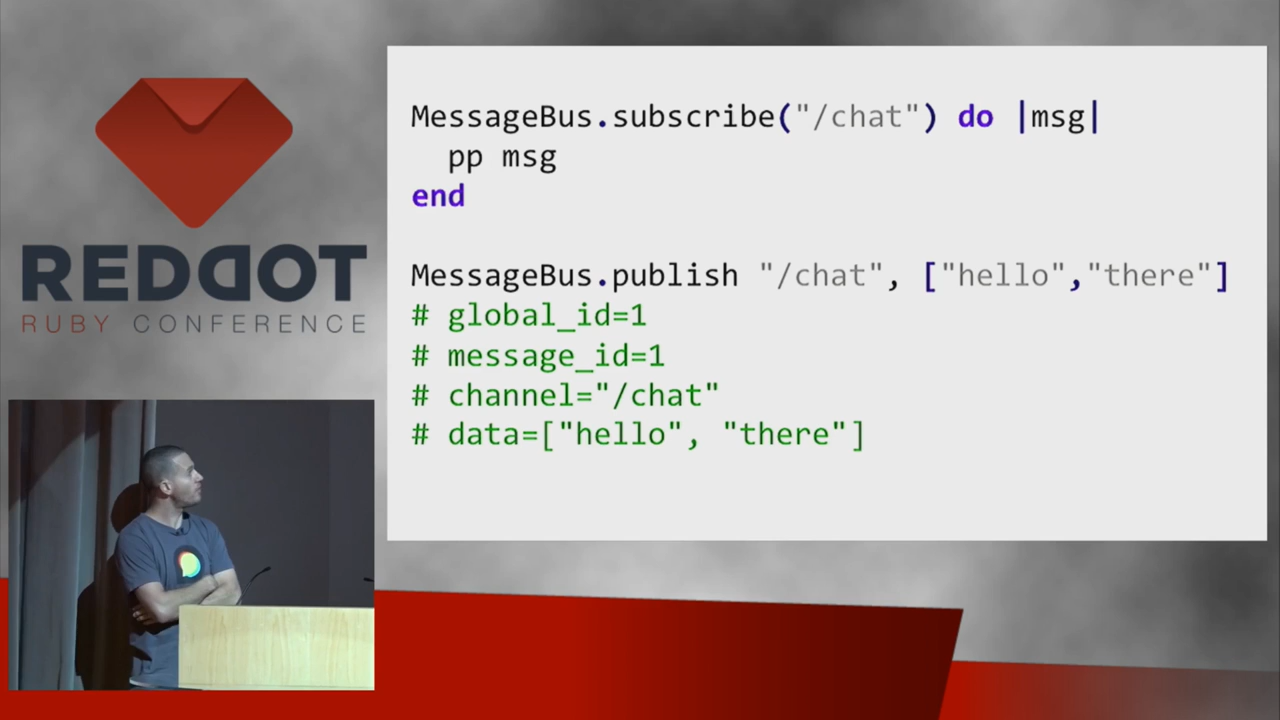 REDDOT
RUBY CONFERENCE
MessageBus.subscribe("/chat") do |msg|
  pp msg
end
MessageBus.publish "/chat", ["hello","there"]
# global_id=1
# message_id=1
# channel="/chat"
# data=["hello", "there"]